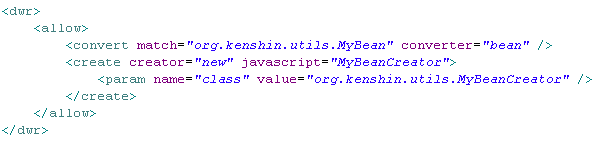 <dwr>
    <allow>
        <convert match="org.kenshin.utils.MyBean" converter="bean" />
        <create creator="new" javascript="MyBeanCreator">
            <param name="class" value="org.kenshin.utils.MyBeanCreator" />
        </create>
    </allow>
</dwr>